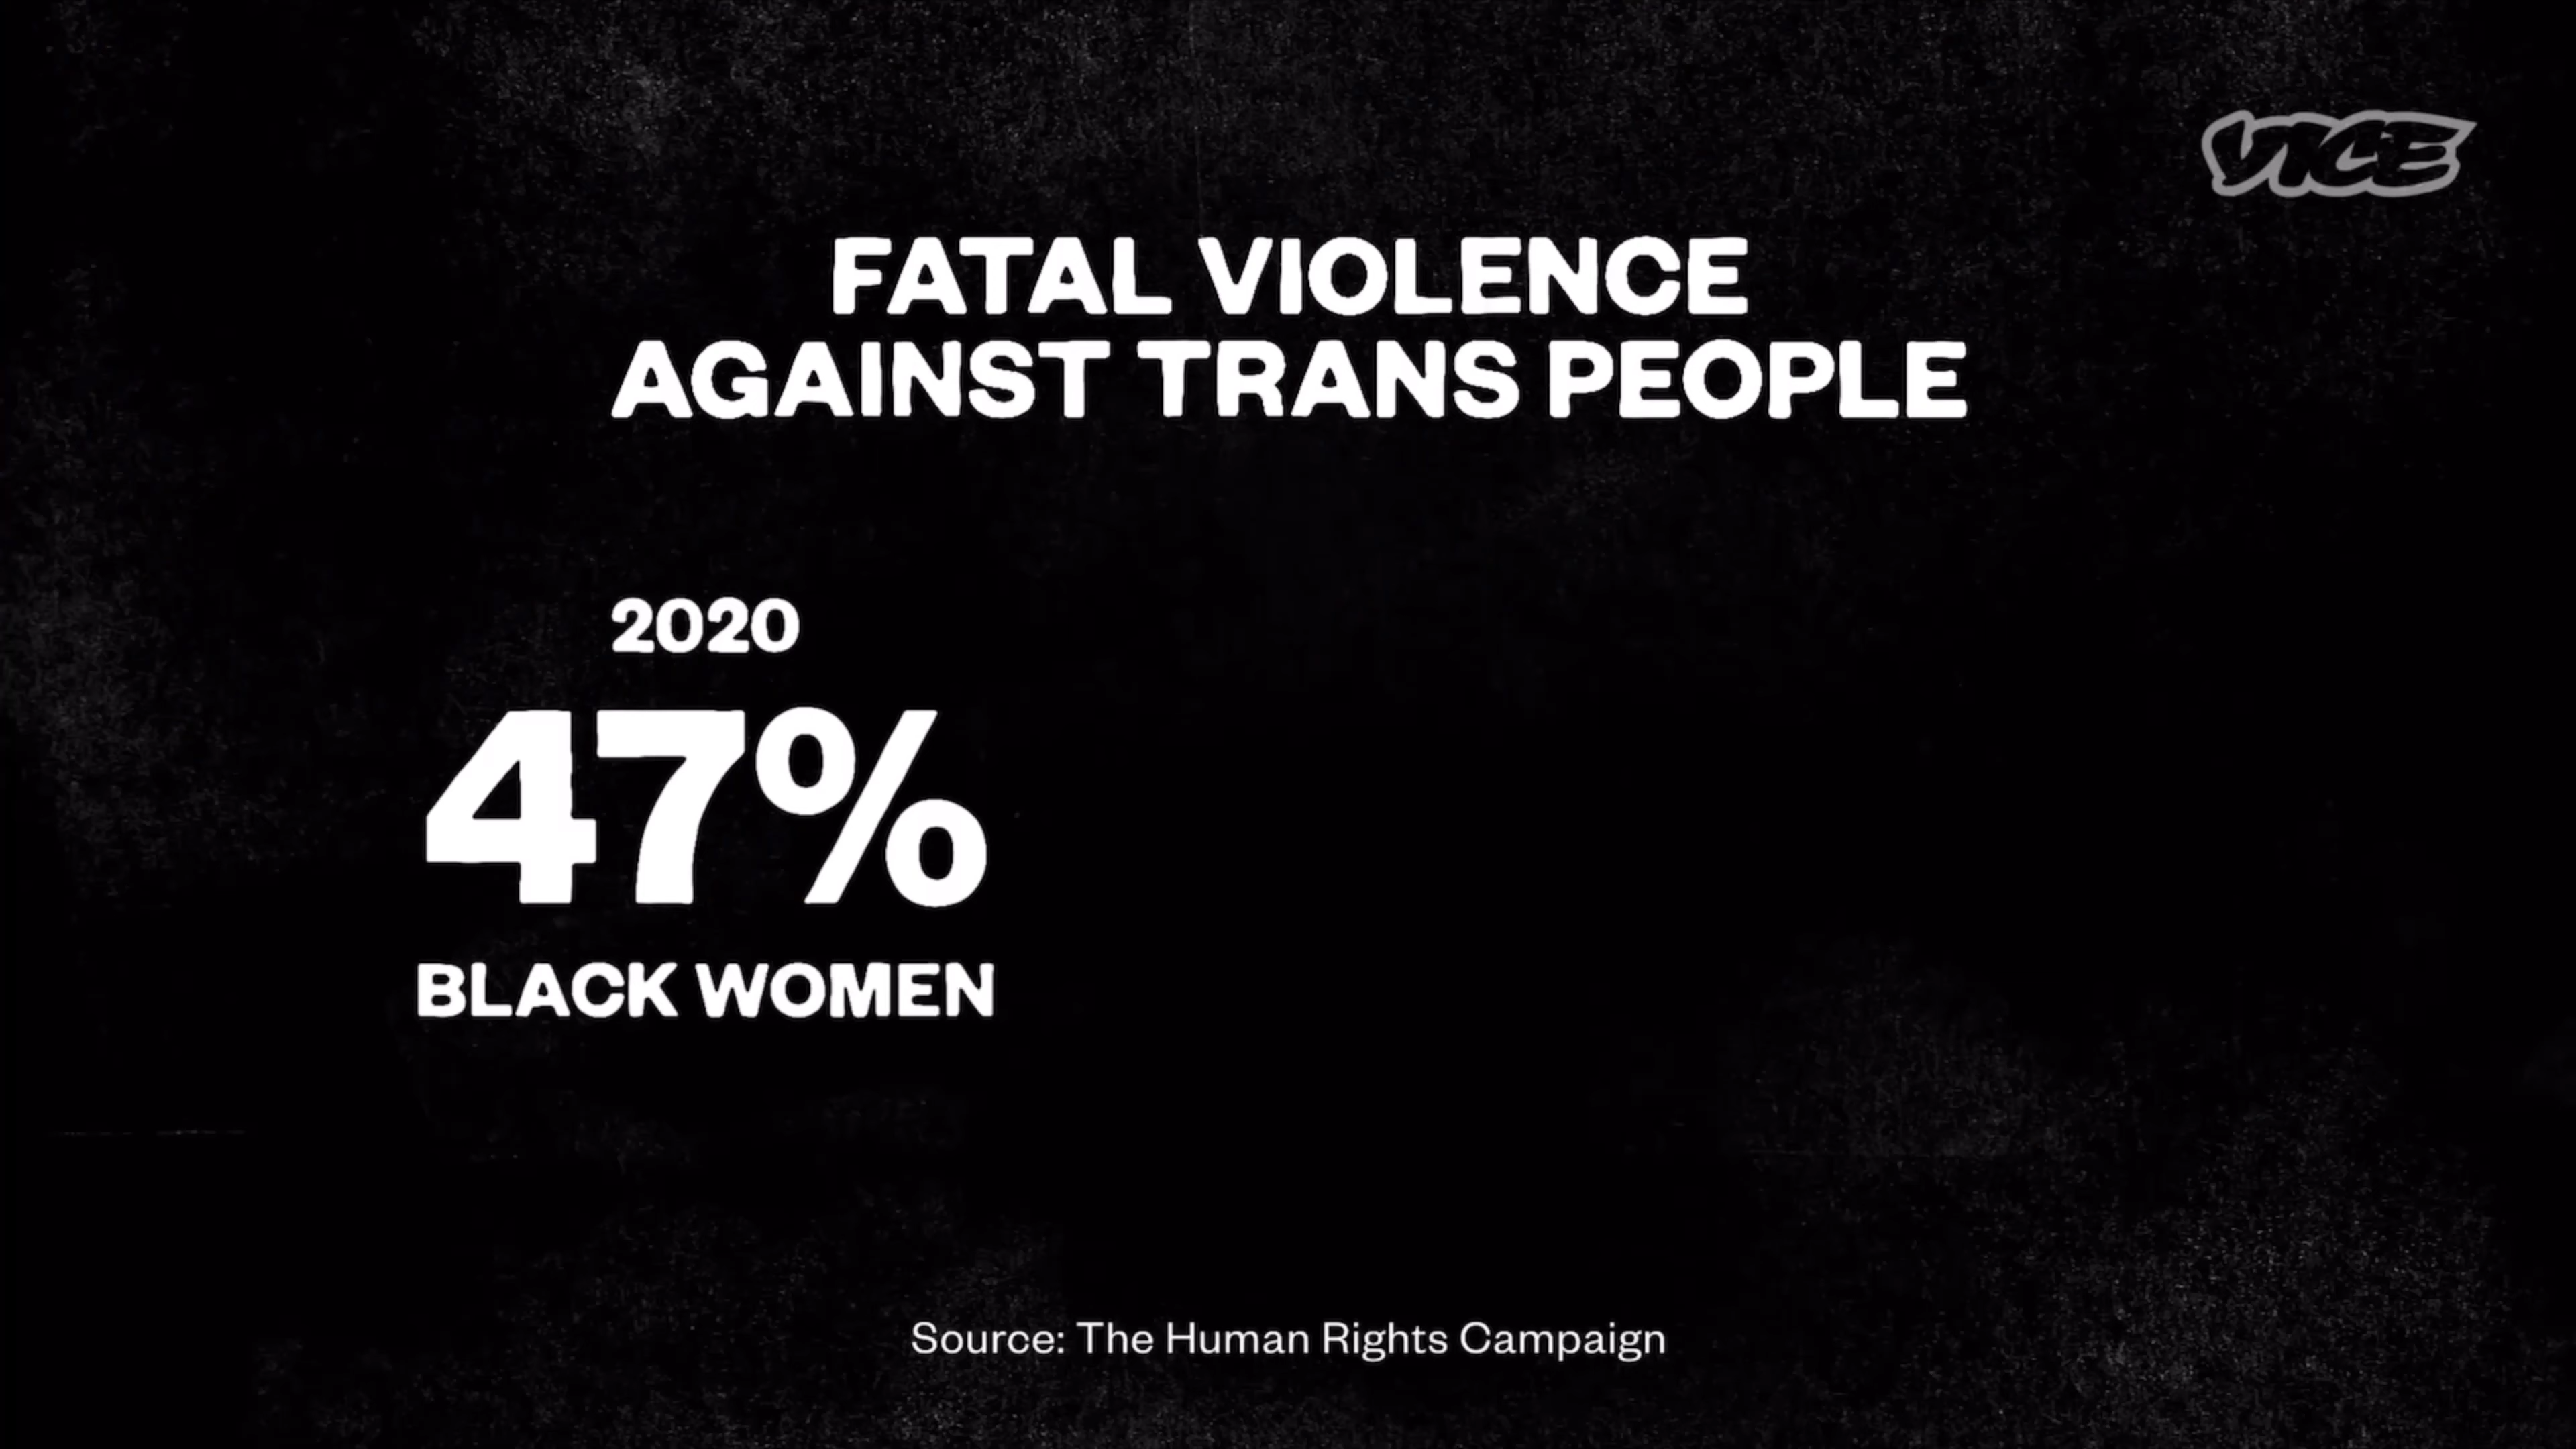 VICE
FATAL VIOLENCE
AGAINST TRANS PEOPLE
2020
47%
BLACK WOMEN
Source: The Human Rights Campaign